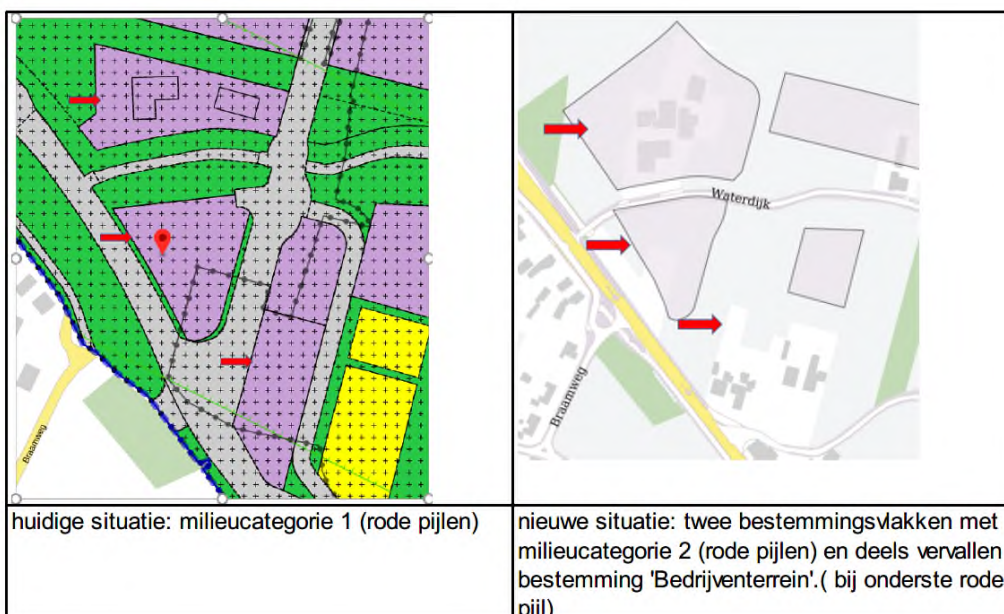 Braamweg
Waterdijk
Braamweg
huidige situatie: milieucategorie 1 (rode pijlen)
nieuwe situatie: twee bestemmingsvlakken met
milieucategorie 2 (rode pijlen) en deels vervallen
bestemming 'Bedrijventerrein'.( bij onderste rode
pijl)